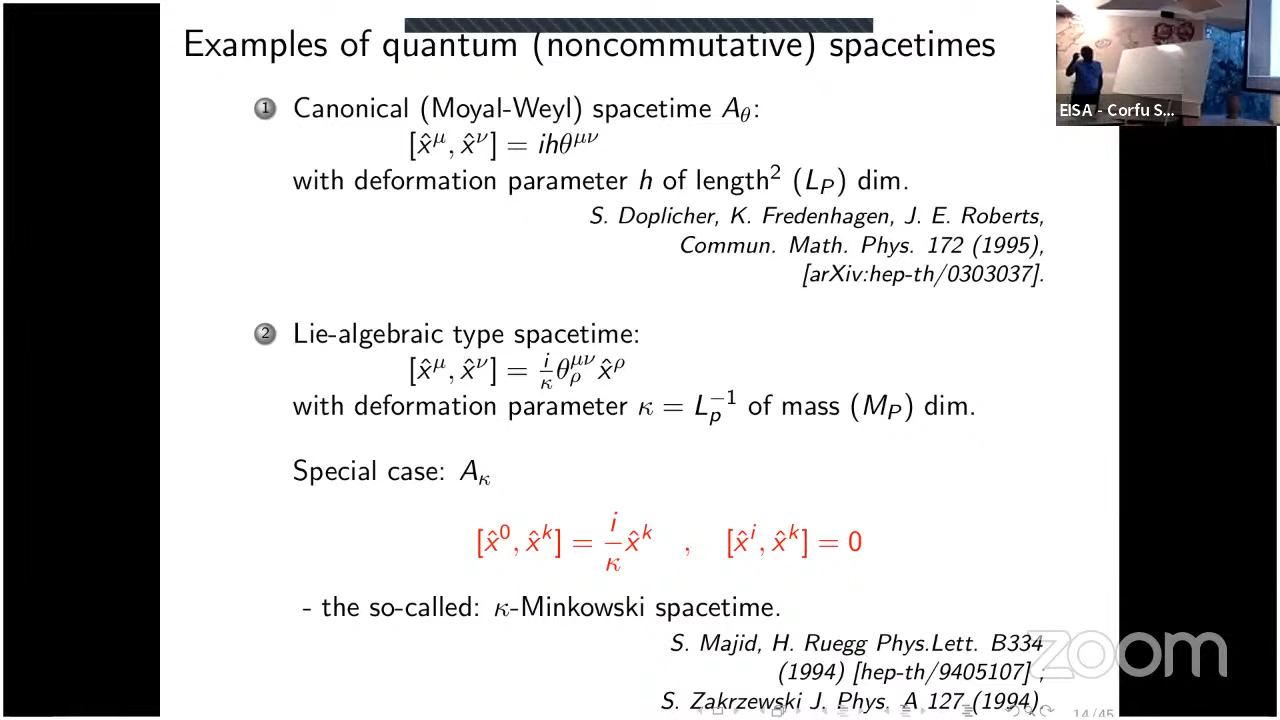 Examples of quantum (noncommutative) spacetimes
EISA - Corfu S...
1 Canonical (Moyal-Weyl) spacetime A_θ:
[x̂^μ, x̂^ν] = ihθ^{μν}
with deformation parameter h of length² (L_P) dim.
S. Doplicher, K. Fredenhagen, J. E. Roberts,
Commun. Math. Phys. 172 (1995),
[arXiv:hep-th/0303037].
2 Lie-algebraic type spacetime:
[x̂^μ, x̂^ν] = i/κ θ^{μν}_ρ x̂^ρ
with deformation parameter κ = L_p^{-1} of mass (M_P) dim.
Special case: A_κ
[x̂^0, x̂^k] = i/κ x̂^k , [x̂^i, x̂^k] = 0
- the so-called: κ-Minkowski spacetime.
S. Majid, H. Ruegg Phys.Lett. B334
(1994) [hep-th/9405107] ;
S. Zakrzewski J. Phys. A 127 (1994).
zoom
14/45